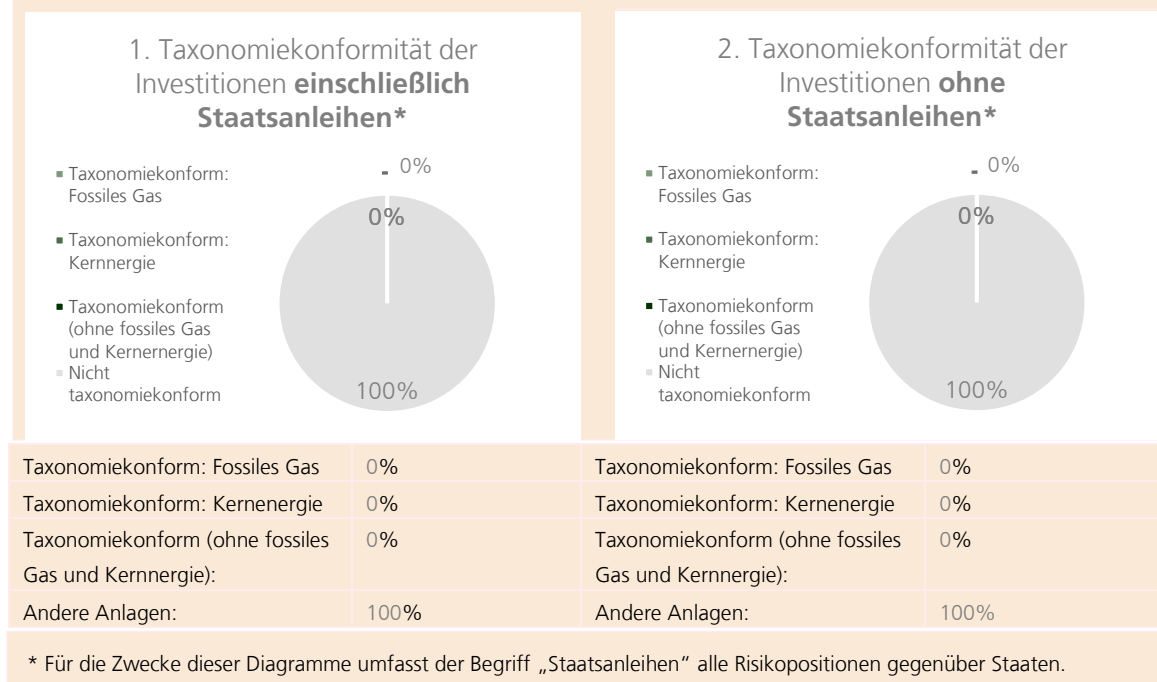 1. Taxonomiekonformität der
Investitionen einschließlich
Staatsanleihen*
Taxonomiekonform:
Fossiles Gas
Taxonomiekonform:
Kernnergie
Taxonomiekonform
(ohne fossiles Gas
und Kernernergie)
Nicht
taxonomiekonform
0%
0%
100%
2. Taxonomiekonformität der
Investitionen ohne
Staatsanleihen*
Taxonomiekonform:
Fossiles Gas
Taxonomiekonform:
Kernnergie
Taxonomiekonform
(ohne fossiles Gas
und Kernernergie)
Nicht
taxonomiekonform
0%
0%
100%
Taxonomiekonform: Fossiles Gas 0% Taxonomiekonform: Fossiles Gas 0%
Taxonomiekonform: Kernenergie 0% Taxonomiekonform: Kernenergie 0%
Taxonomiekonform (ohne fossiles 0% Taxonomiekonform (ohne fossiles 0%
Gas und Kernnergie): Gas und Kernnergie):
Andere Anlagen: 100% Andere Anlagen: 100%
* Für die Zwecke dieser Diagramme umfasst der Begriff „Staatsanleihen“ alle Risikopositionen gegenüber Staaten.